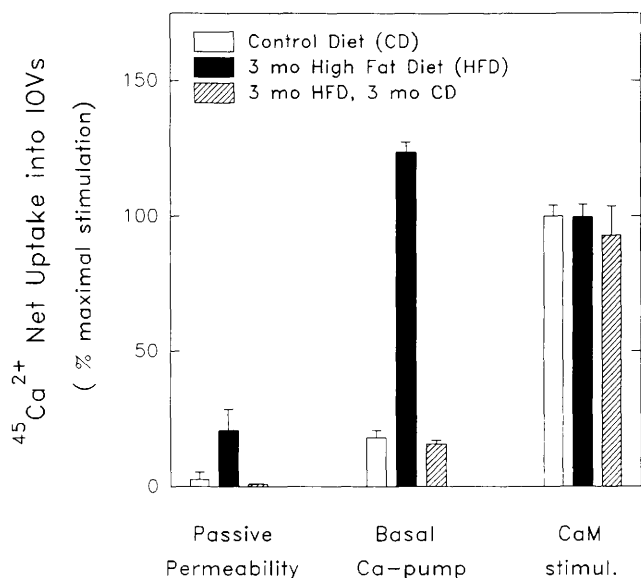 Control Diet (CD)
3 mo High Fat Diet (HFD)
3 mo HFD, 3 mo CD
45Ca2+ Net Uptake into IOVs
( % maximal stimulation)
150
100
50
0
Passive Permeability
Basal Ca-pump
CaM stimul.